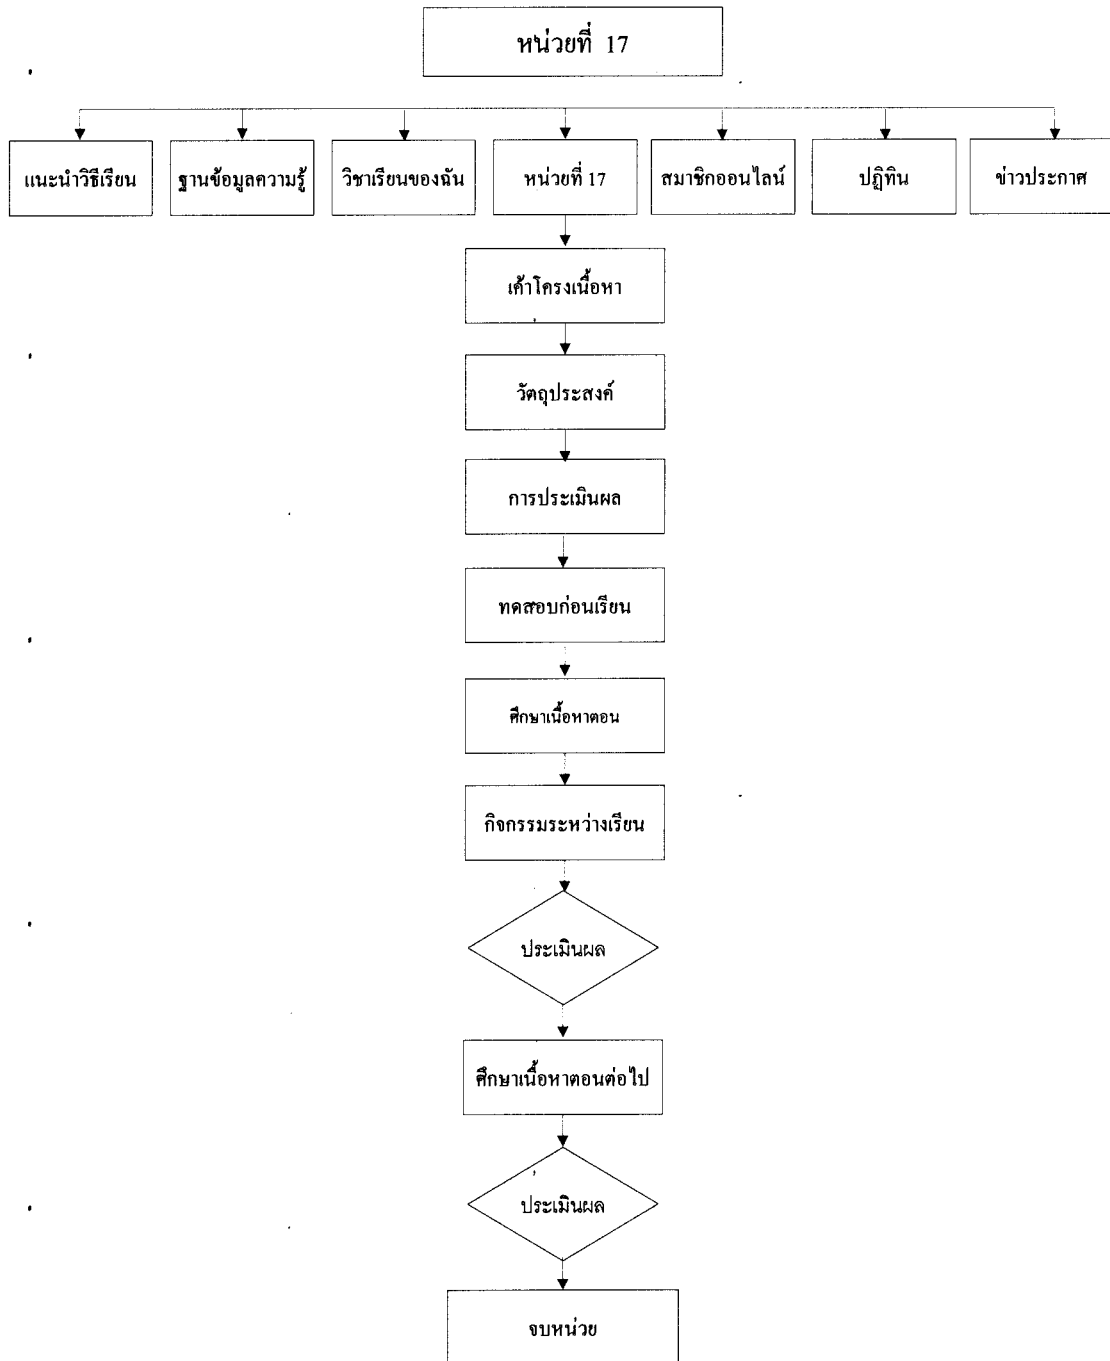 หน่วยที่ 17
แนะนำวิธีเรียน
ฐานข้อมูลความรู้
วิชาเรียนของฉัน
หน่วยที่ 17
สมาชิกออนไลน์
ปฏิทิน
ข่าวประกาศ
เค้าโครงเนื้อหา
วัตถุประสงค์
การประเมินผล
ทดสอบก่อนเรียน
ศึกษาเนื้อหาตอน
กิจกรรมระหว่างเรียน
ประเมินผล
ศึกษาเนื้อหาตอนต่อไป
ประเมินผล
จบหน่วย